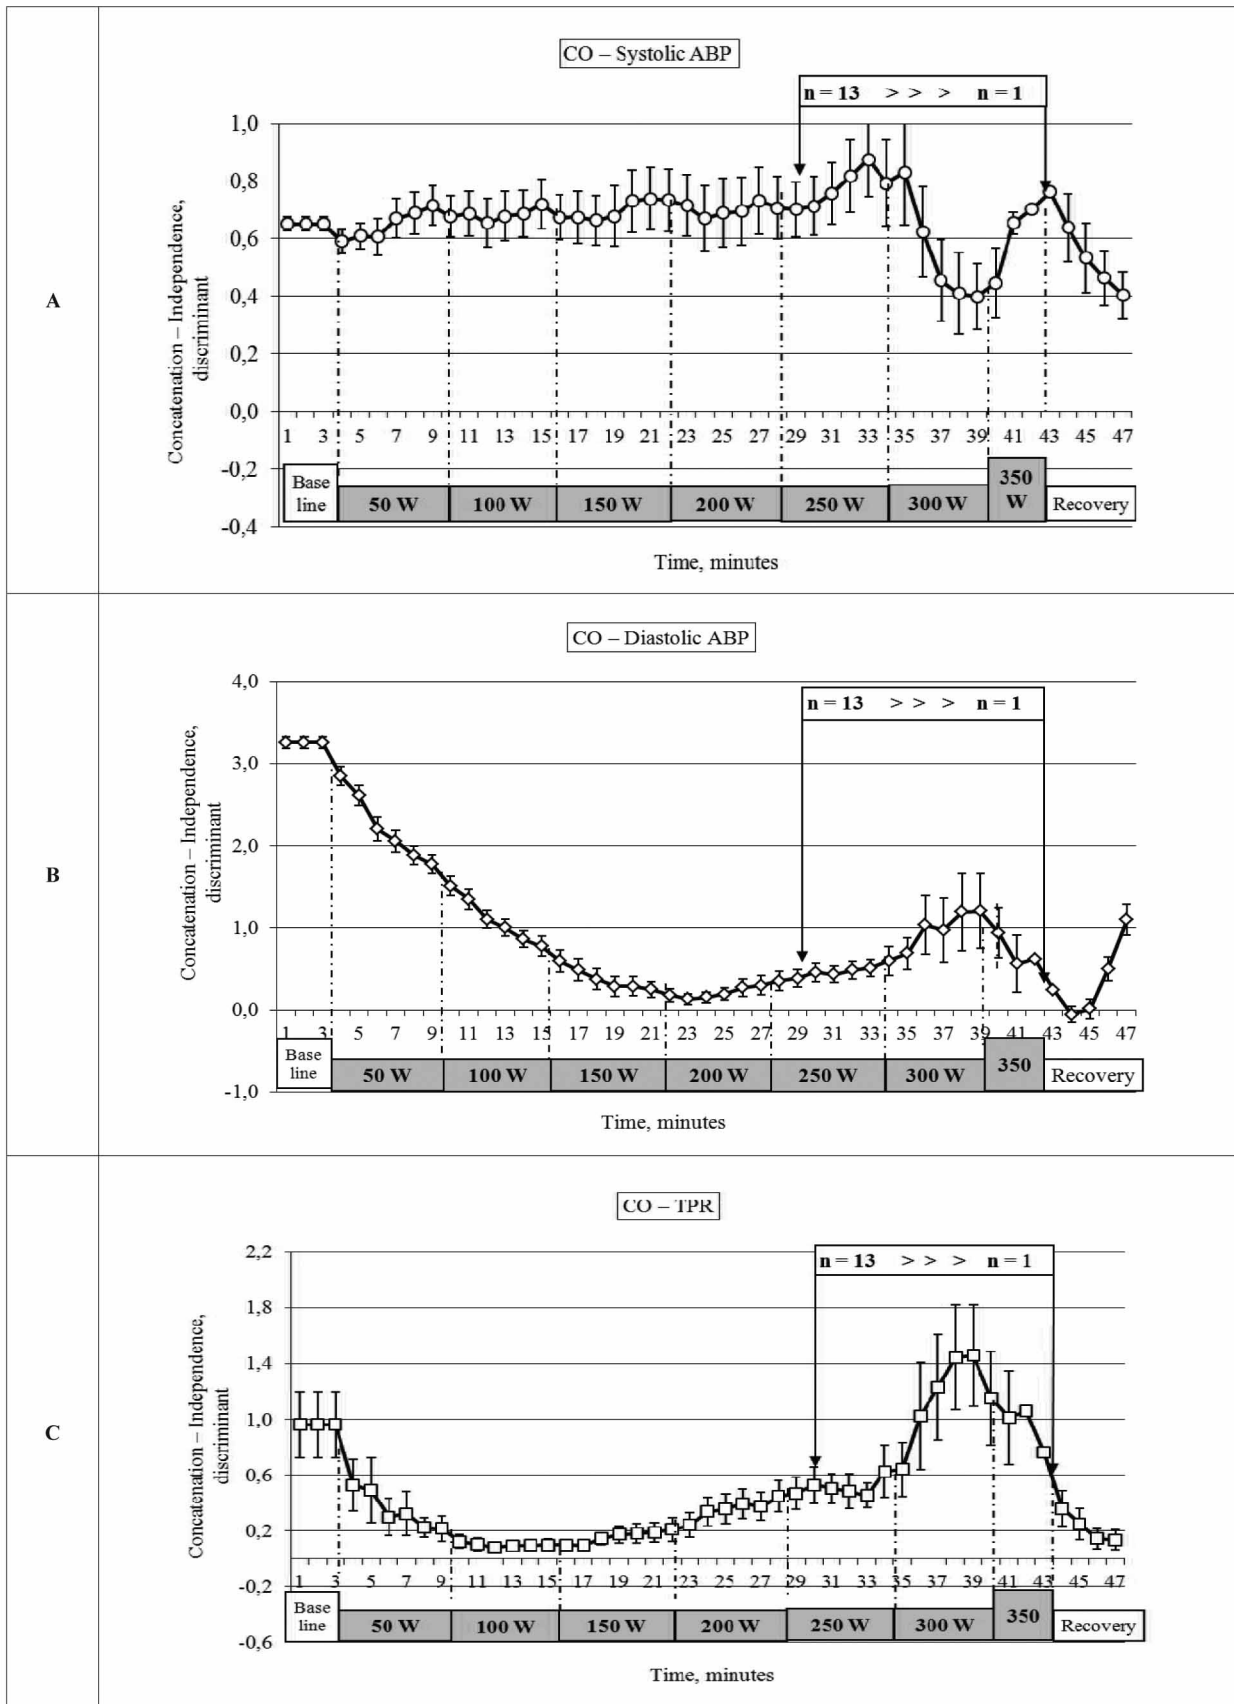 A
CO – Systolic ABP
n = 13 > > > n = 1
Concatenation – Independence,
discriminant
1,0
0,8
0,6
0,4
0,2
0,0
-0,2
-0,4
1 3 5 7 9 11 13 15 17 19 21 23 25 27 29 31 33 35 37 39 41 43 45 47
Base
line
50 W
100 W
150 W
200 W
250 W
300 W
350
W
Recovery
Time, minutes
B
CO – Diastolic ABP
n = 13 > > > n = 1
Concatenation – Independence,
discriminant
4,0
3,0
2,0
1,0
0,0
-1,0
1 3 5 7 9 11 13 15 17 19 21 23 25 27 29 31 33 35 37 39 41 43 45 47
Base
line
50 W
100 W
150 W
200 W
250 W
300 W
350
Recovery
Time, minutes
C
CO – TPR
n = 13 > > > n = 1
Concatenation – Independence,
discriminant
2,2
1,8
1,4
1,0
0,6
0,2
-0,2
-0,6
1 3 5 7 9 11 13 15 17 19 21 23 25 27 29 31 33 35 37 39 41 43 45 47
Base
line
50 W
100 W
150 W
200 W
250 W
300 W
350
Recovery
Time, minutes